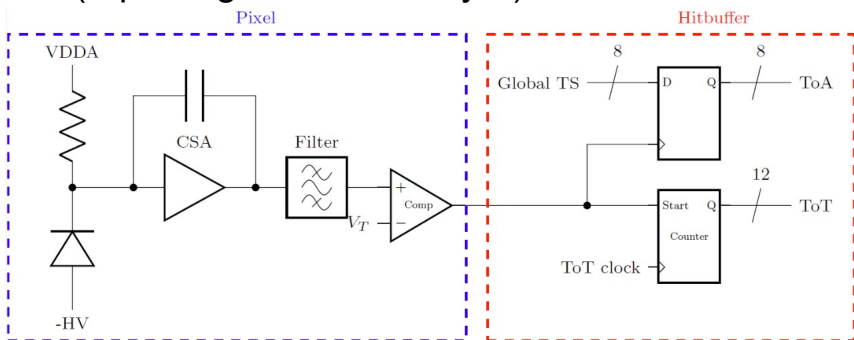 Pixel
Hitbuffer
VDDA
CSA
Filter
+
Comp
V_T −
-HV
8
8
Global TS
D Q
ToA
12
Start Q
ToT
Counter
ToT clock